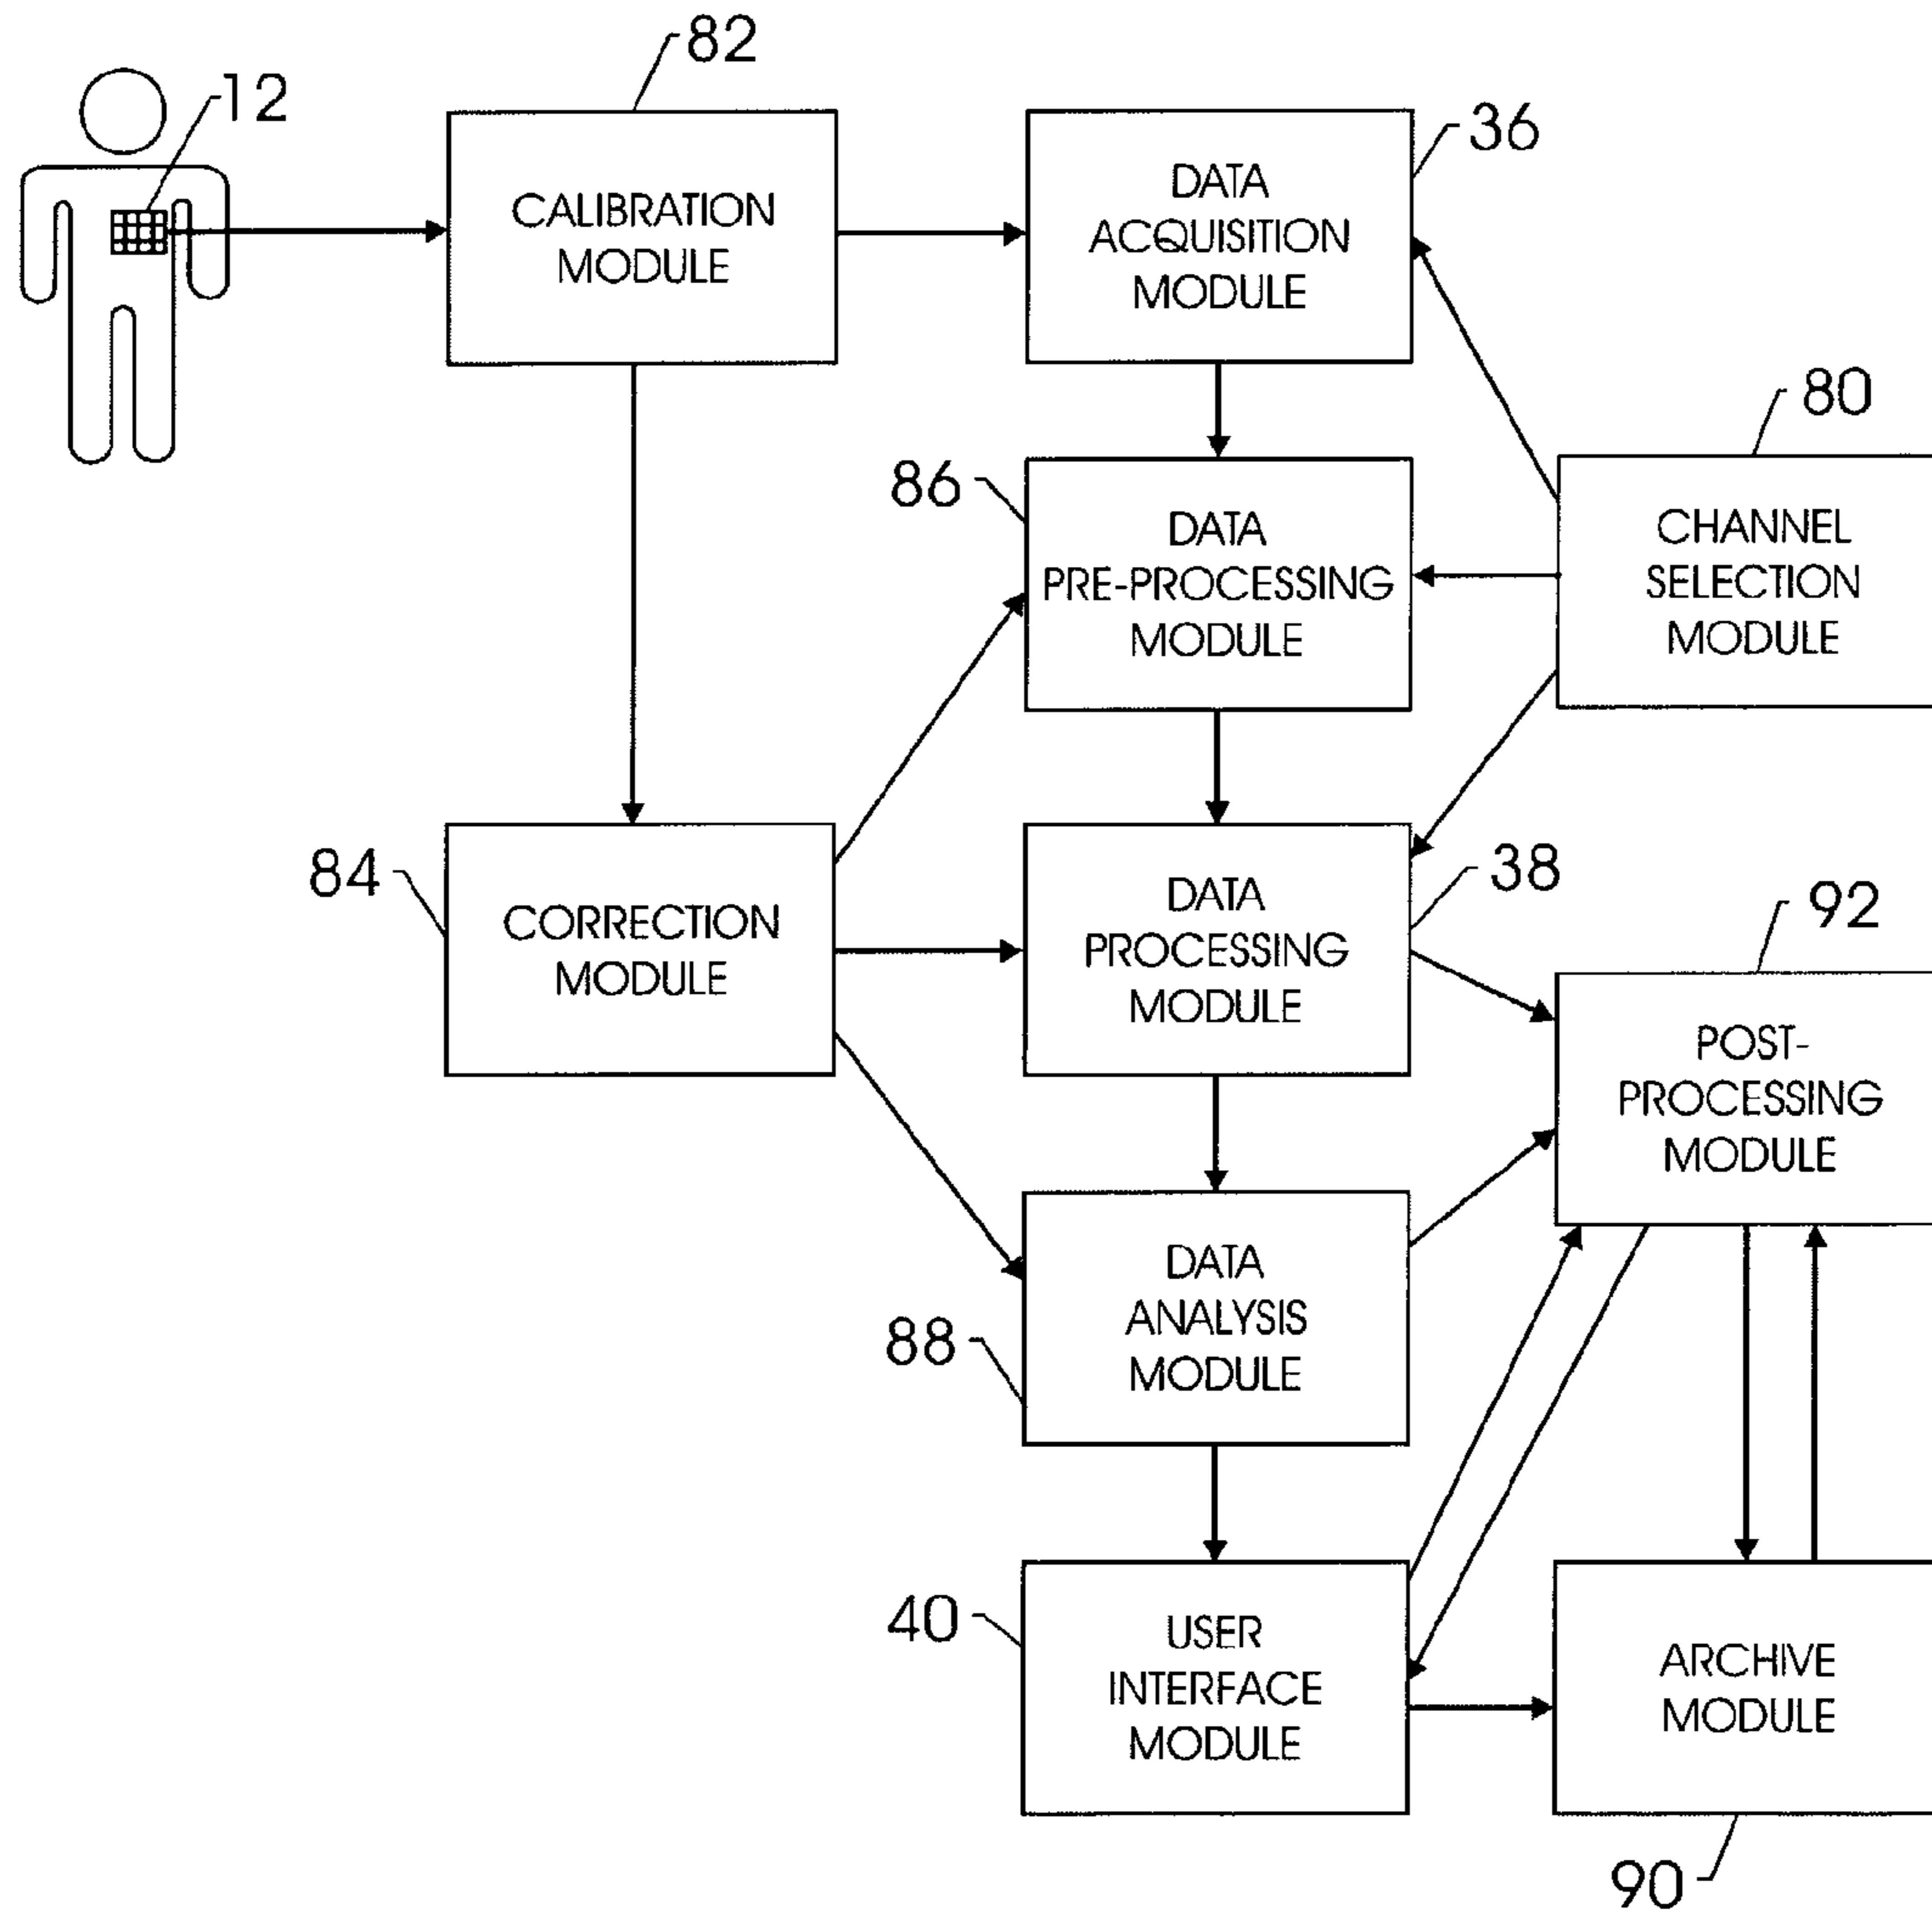 82
12
36
CALIBRATION
MODULE
DATA
ACQUISITION
MODULE
80
86
DATA
PRE-PROCESSING
MODULE
CHANNEL
SELECTION
MODULE
84
CORRECTION
MODULE
38
DATA
PROCESSING
MODULE
92
POST-
PROCESSING
MODULE
88
DATA
ANALYSIS
MODULE
40
USER
INTERFACE
MODULE
ARCHIVE
MODULE
90